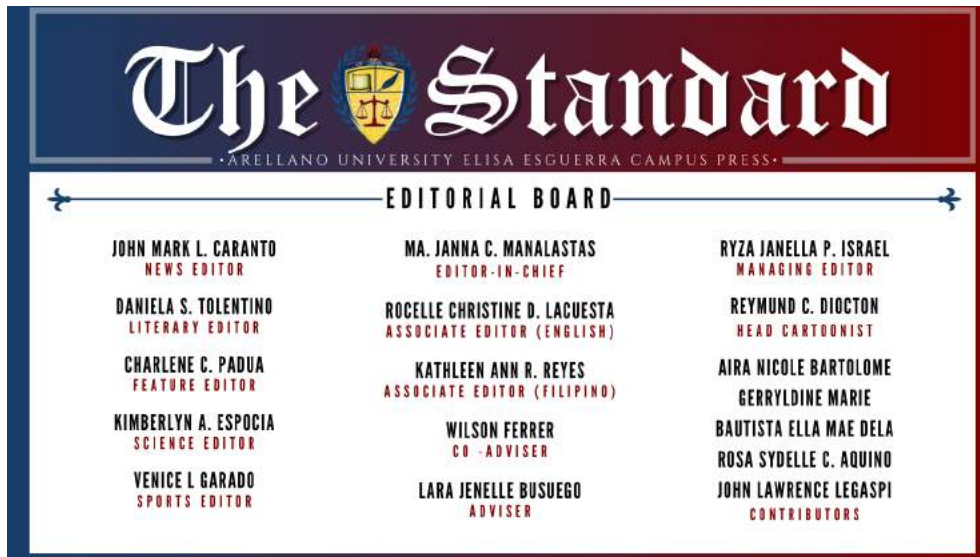 The Standard
•ARELLANO UNIVERSITY ELISA ESGUERRA CAMPUS PRESS•
EDITORIAL BOARD
JOHN MARK L. CARANTO
NEWS EDITOR
DANIELA S. TOLENTINO
LITERARY EDITOR
CHARLENE C. PADUA
FEATURE EDITOR
KIMBERLYN A. ESPOCIA
SCIENCE EDITOR
VENICE L GARADO
SPORTS EDITOR
MA. JANNA C. MANALASTAS
EDITOR-IN-CHIEF
ROCELLE CHRISTINE D. LACUESTA
ASSOCIATE EDITOR (ENGLISH)
KATHLEEN ANN R. REYES
ASSOCIATE EDITOR (FILIPINO)
WILSON FERRER
CO -ADVISER
LARA JENELLE BUSUEGO
ADVISER
RYZA JANELLA P. ISRAEL
MANAGING EDITOR
REYMUND C. DIOCTON
HEAD CARTOONIST
AIRA NICOLE BARTOLOME
GERRYLDINE MARIE
BAUTISTA ELLA MAE DELA
ROSA SYDELLE C. AQUINO
JOHN LAWRENCE LEGASPI
CONTRIBUTORS